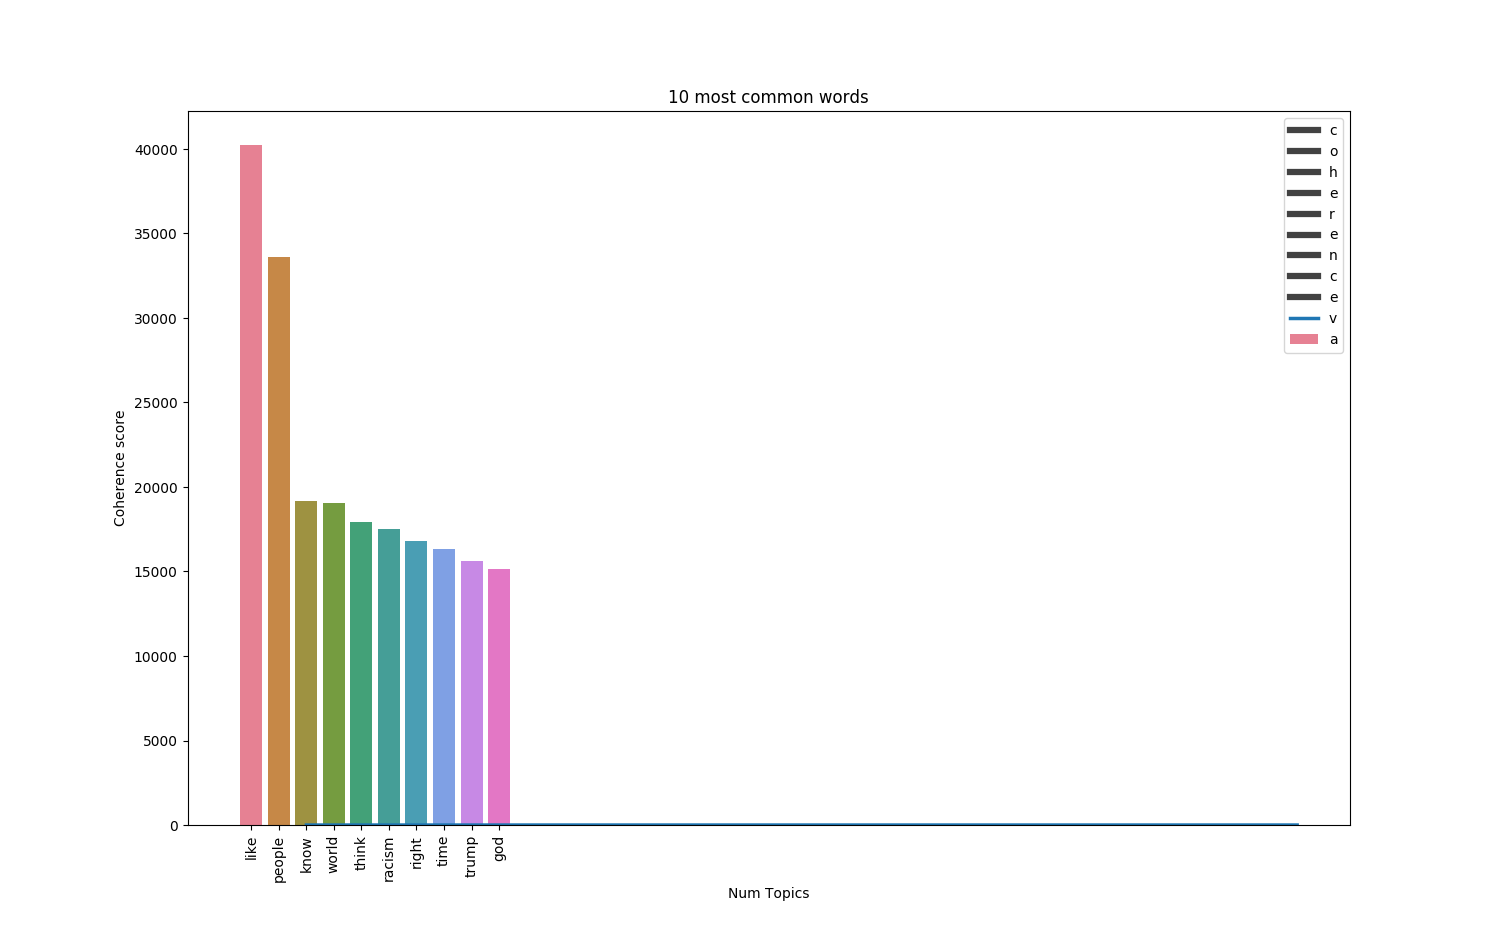 10 most common words
40000
35000
30000
25000
20000
15000
10000
5000
0
Coherence score
c
o
h
e
r
e
n
c
e
v
a
like
people
know
world
think
racism
right
time
trump
god
Num Topics